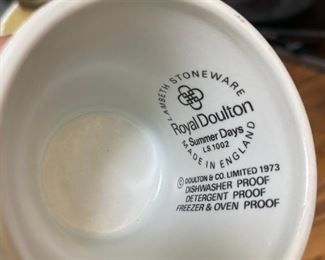 LAMBETH STONEWARE
Royal Doulton
Summer Days
LS 1002
MADE IN ENGLAND
© DOULTON & CO. LIMITED 1973
DISHWASHER PROOF
DETERGENT PROOF
FREEZER & OVEN PROOF